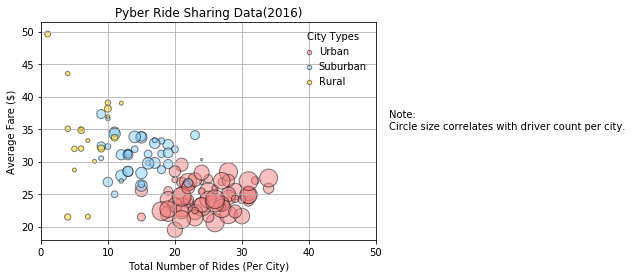 Pyber Ride Sharing Data(2016)
Average Fare ($)
50
45
40
35
30
25
20
City Types
Urban
Suburban
Rural
Note:
Circle size correlates with driver count per city.
0
10
20
30
40
50
Total Number of Rides (Per City)